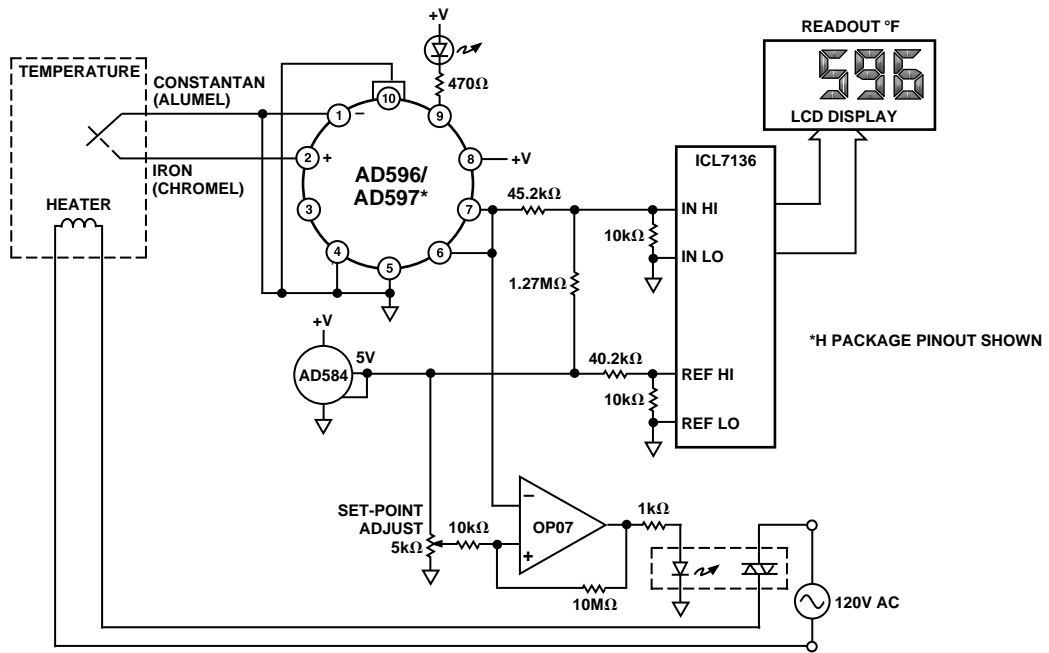 +V
READOUT °F
596
LCD DISPLAY
TEMPERATURE
CONSTANTAN
(ALUMEL)
IRON
(CHROMEL)
HEATER
470Ω
10
1
–
9
2
+
8
+V
AD596/
AD597*
3
7
4
6
5
45.2kΩ
ICL7136
IN HI
10kΩ
IN LO
1.27MΩ
*H PACKAGE PINOUT SHOWN
+V
AD584
5V
40.2kΩ
REF HI
10kΩ
REF LO
SET-POINT
ADJUST
5kΩ
10kΩ
–
OP07
+
10MΩ
1kΩ
120V AC